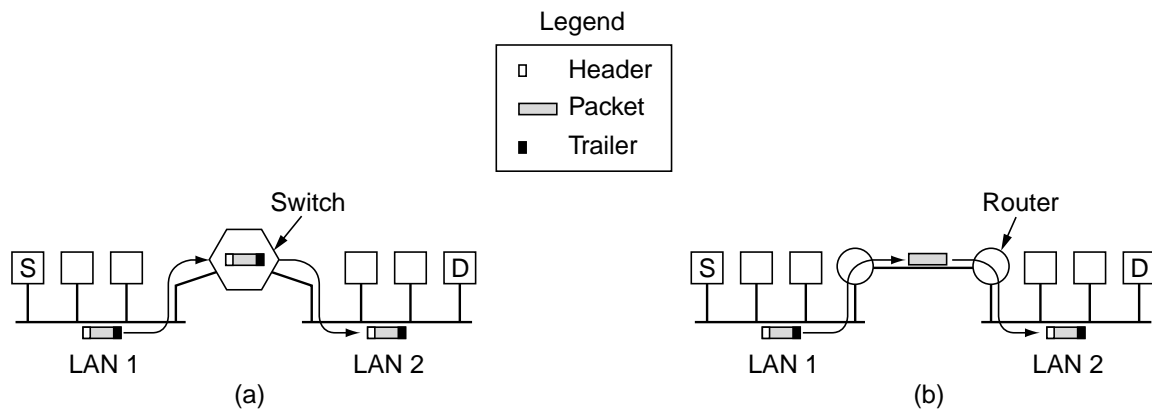 Legend
Header
Packet
Trailer
Switch
S
D
LAN 1
LAN 2
(a)
Router
S
D
LAN 1
LAN 2
(b)